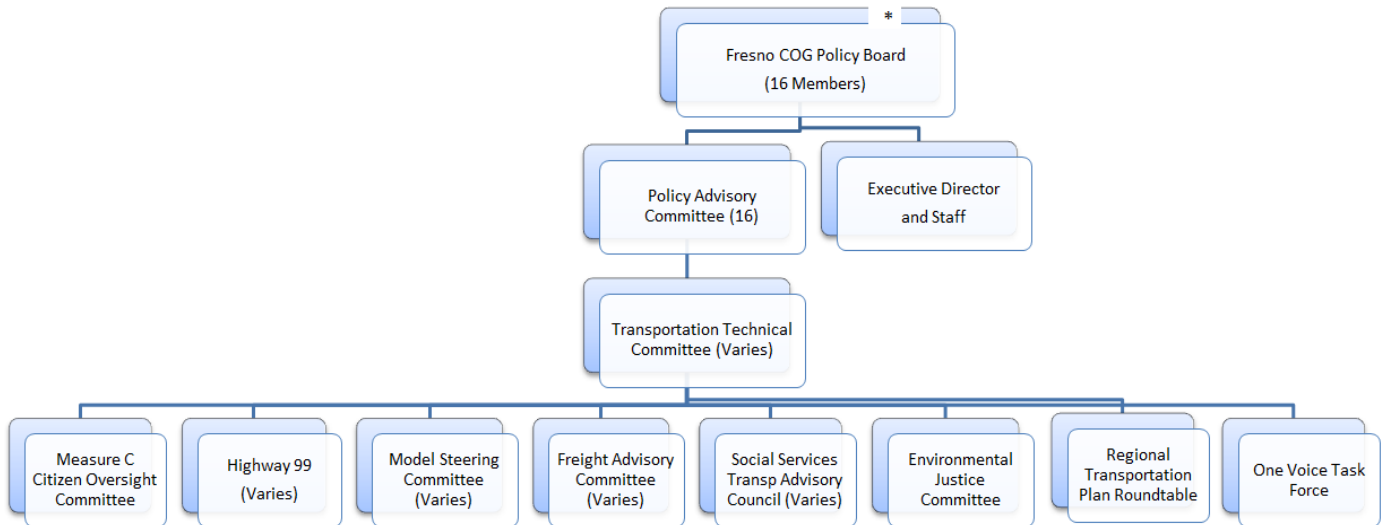 *
Fresno COG Policy Board
(16 Members)
Policy Advisory
Committee (16)
Executive Director
and Staff
Transportation Technical
Committee (Varies)
Measure C
Citizen Oversight
Committee
Highway 99
(Varies)
Model Steering
Committee
(Varies)
Freight Advisory
Committee
(Varies)
Social Services
Transp Advisory
Council (Varies)
Environmental
Justice
Committee
Regional
Transportation
Plan Roundtable
One Voice Task
Force